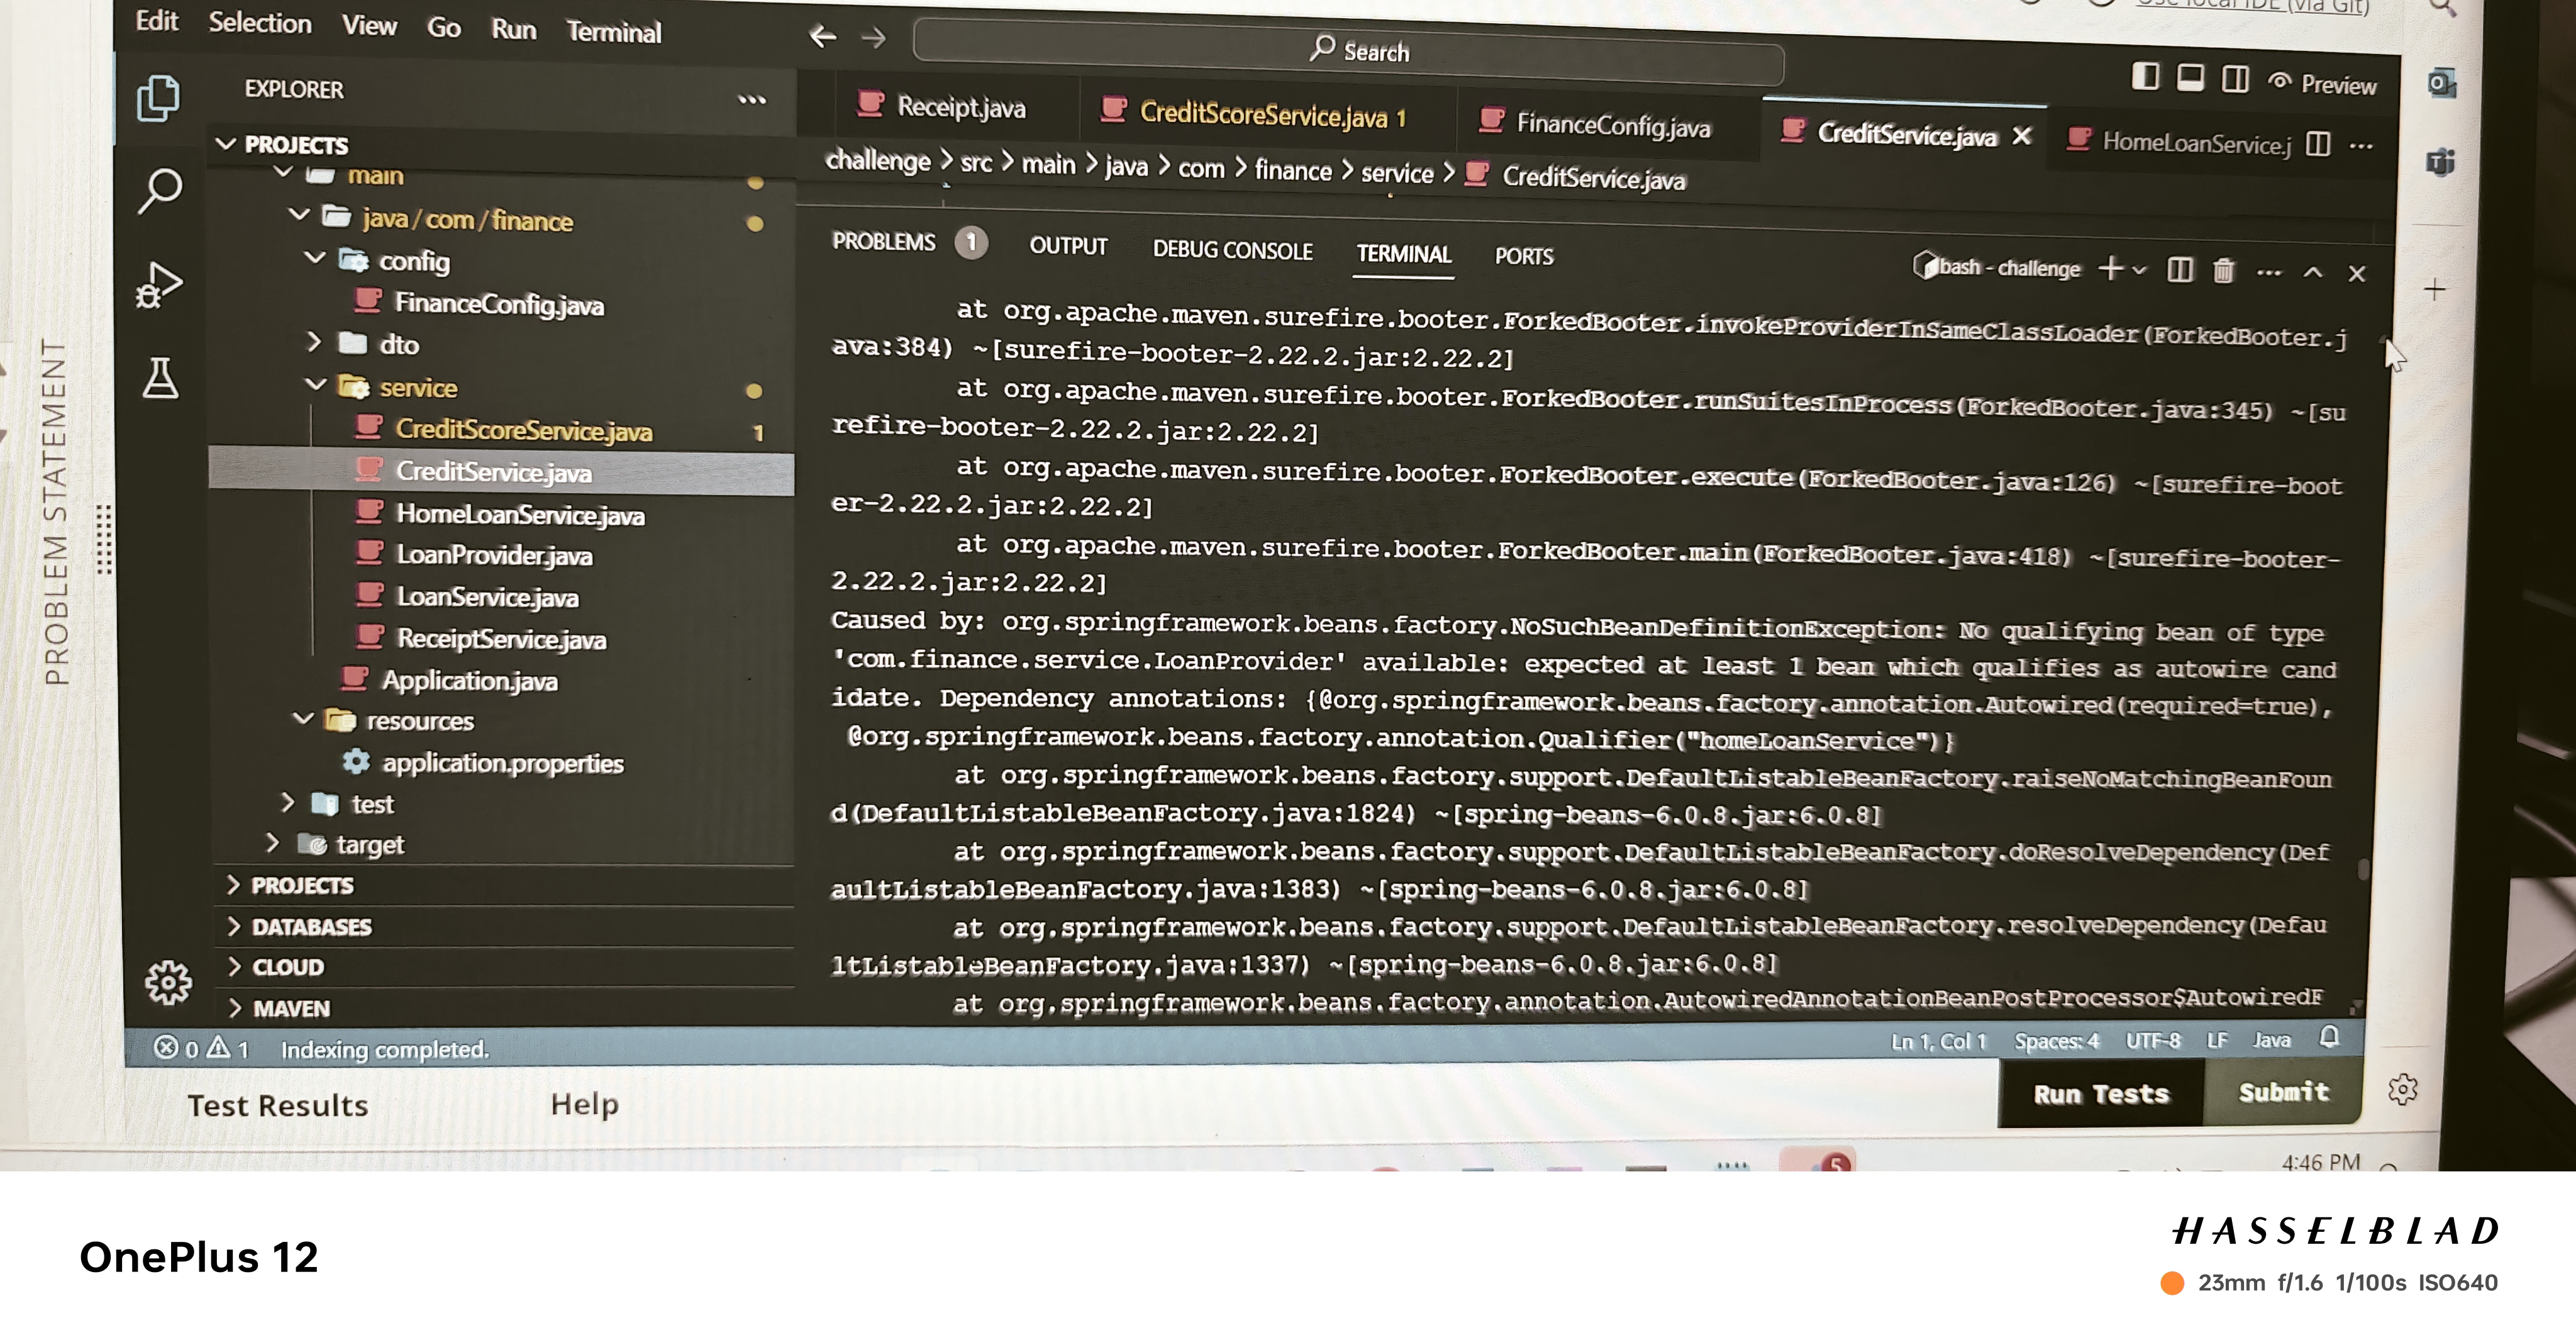 Edit Selection View Go Run Terminal
Search
Preview
EXPLORER
PROJECTS
main
java/com/finance
config
FinanceConfig.java
dto
service
CreditScoreService.java 1
CreditService.java
HomeLoanService.java
LoanProvider.java
LoanService.java
ReceiptService.java
Application.java
resources
application.properties
test
target
PROJECTS
DATABASES
CLOUD
MAVEN
Receipt.java CreditScoreService.java 1 FinanceConfig.java CreditService.java HomeLoanService.j
challenge > src > main > java > com > finance > service > CreditService.java
PROBLEMS 1 OUTPUT DEBUG CONSOLE TERMINAL PORTS
bash - challenge
at org.apache.maven.surefire.booter.ForkedBooter.invokeProviderInSameClassLoader(ForkedBooter.j
ava:384) ~[surefire-booter-2.22.2.jar:2.22.2]
at org.apache.maven.surefire.booter.ForkedBooter.runSuitesInProcess(ForkedBooter.java:345) ~[su
refire-booter-2.22.2.jar:2.22.2]
at org.apache.maven.surefire.booter.ForkedBooter.execute(ForkedBooter.java:126) ~[surefire-boot
er-2.22.2.jar:2.22.2]
at org.apache.maven.surefire.booter.ForkedBooter.main(ForkedBooter.java:418) ~[surefire-booter-
2.22.2.jar:2.22.2]
Caused by: org.springframework.beans.factory.NoSuchBeanDefinitionException: No qualifying bean of type
'com.finance.service.LoanProvider' available: expected at least 1 bean which qualifies as autowire cand
idate. Dependency annotations: {@org.springframework.beans.factory.annotation.Autowired(required=true),
@org.springframework.beans.factory.annotation.Qualifier("homeLoanService")}
at org.springframework.beans.factory.support.DefaultListableBeanFactory.raiseNoMatchingBeanFoun
d(DefaultListableBeanFactory.java:1824) ~[spring-beans-6.0.8.jar:6.0.8]
at org.springframework.beans.factory.support.DefaultListableBeanFactory.doResolveDependency(Def
aultListableBeanFactory.java:1383) ~[spring-beans-6.0.8.jar:6.0.8]
at org.springframework.beans.factory.support.DefaultListableBeanFactory.resolveDependency(Defau
ltListableBeanFactory.java:1337) ~[spring-beans-6.0.8.jar:6.0.8]
at org.springframework.beans.factory.annotation.AutowiredAnnotationBeanPostProcessor$AutowiredF
0 1 Indexing completed.
Ln 1, Col 1 Spaces: 4 UTF-8 LF Java
Test Results Help
Run Tests Submit
PROBLEM STATEMENT
5
4:46 PM
OnePlus 12
HASSELBLAD
23mm f/1.6 1/100s ISO640